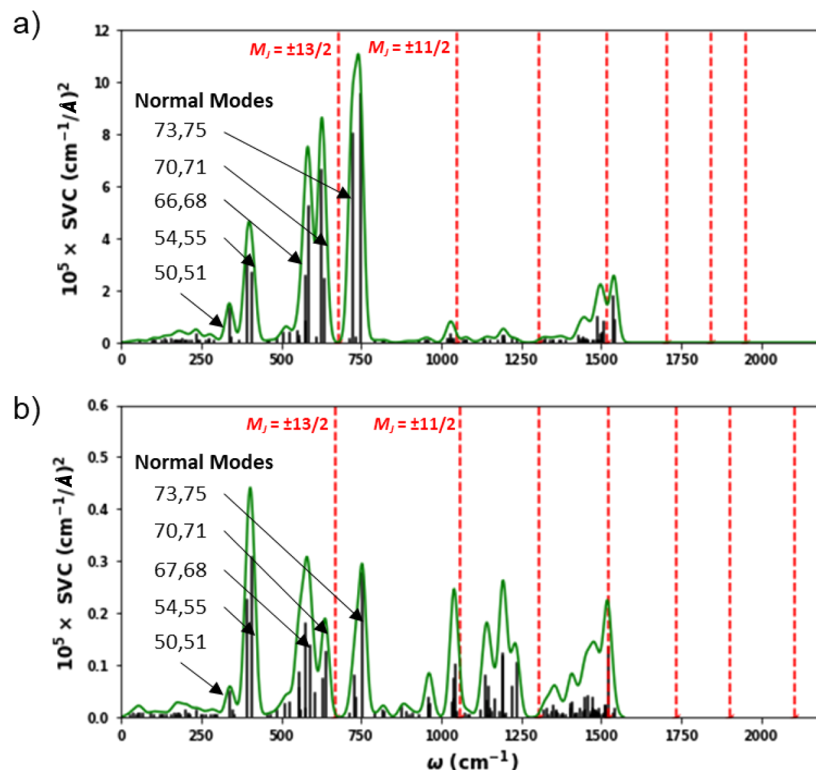 a)
12
10
8
6
4
2
0
10⁵ × SVC (cm⁻¹/Å)²
M_J = ±13/2
M_J = ±11/2
Normal Modes
73,75
70,71
66,68
54,55
50,51
0 250 500 750 1000 1250 1500 1750 2000
b)
0.6
0.5
0.4
0.3
0.2
0.1
0.0
10⁵ × SVC (cm⁻¹/Å)²
M_J = ±13/2
M_J = ±11/2
Normal Modes
73,75
70,71
67,68
54,55
50,51
0 250 500 750 1000 1250 1500 1750 2000
ω (cm⁻¹)